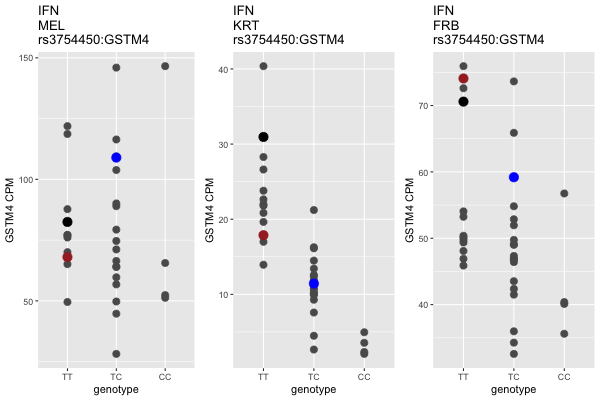 IFN
MEL
rs3754450:GSTM4
150
100
50
GSTM4 CPM
TT TC CC
genotype
IFN
KRT
rs3754450:GSTM4
40
30
20
10
GSTM4 CPM
TT TC CC
genotype
IFN
FRB
rs3754450:GSTM4
70
60
50
40
GSTM4 CPM
TT TC CC
genotype